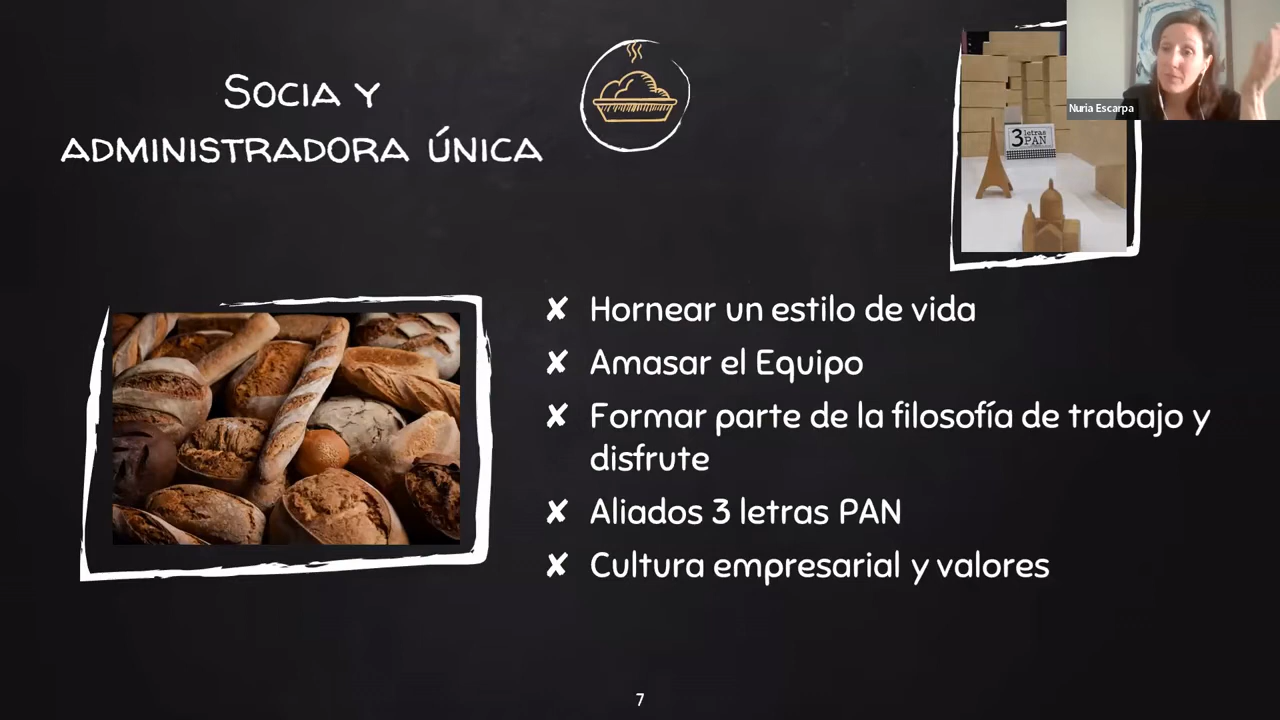 Socia y
administradora única
Nuria Escarpa
3 letras
PAN
✘ Hornear un estilo de vida
✘ Amasar el Equipo
✘ Formar parte de la filosofía de trabajo y
disfrute
✘ Aliados 3 letras PAN
✘ Cultura empresarial y valores
7